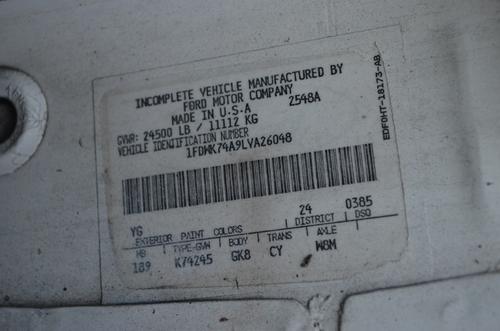 INCOMPLETE VEHICLE MANUFACTURED BY
FORD MOTOR COMPANY
MADE IN U.S.A 2548A
GVWR: 24500 LB / 11112 KG
VEHICLE IDENTIFICATION NUMBER
1FDWK74A9LVA26048
EDF0HT-18173-AB
YG 24 0385
EXTERIOR PAINT COLORS DISTRICT DSO
WB TYPE-GVW BODY TRANS AXLE
189 K74245 GK8 CY W8M